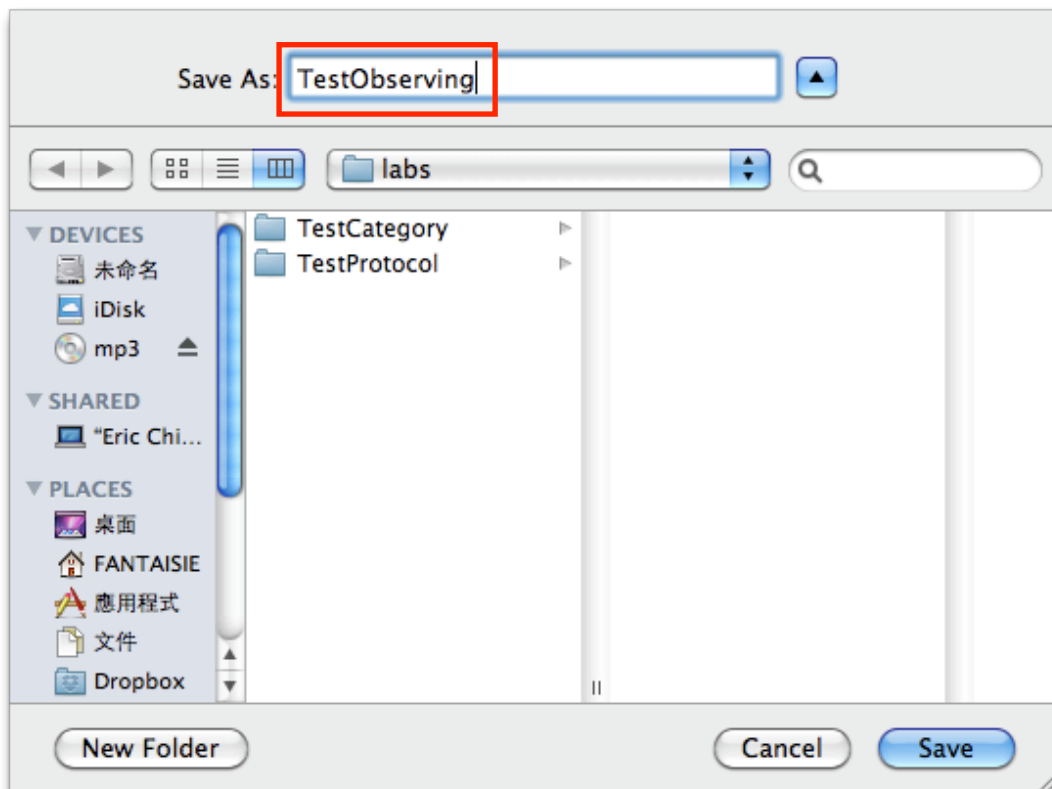 Save As: TestObserving
labs
DEVICES
未命名
iDisk
mp3
SHARED
“Eric Chi...
PLACES
桌面
FANTAISIE
應用程式
文件
Dropbox
TestCategory
TestProtocol
New Folder
Cancel
Save